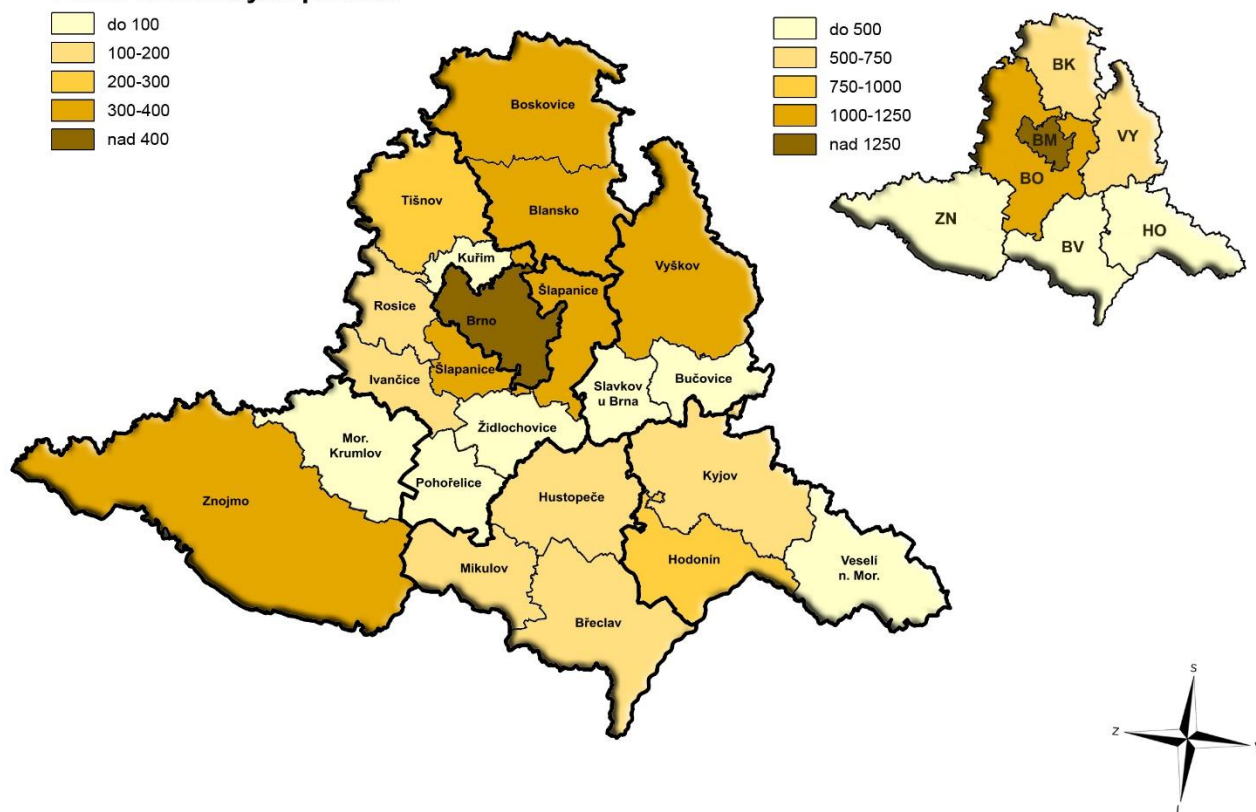 do 100
100-200
200-300
300-400
nad 400
do 500
500-750
750-1000
1000-1250
nad 1250
BK
VY
BM
BO
ZN
BV
HO
Boskovice
Tišnov
Blansko
Kuřim
Vyškov
Šlapanice
Rosice
Brno
Šlapanice
Ivančice
Slavkov
u Brna
Bučovice
Židlochovice
Mor.
Krumlov
Pohořelice
Kyjov
Hustopeče
Znojmo
Hodonín
Mikulov
Veselí
n. Mor.
Břeclav
S
Z